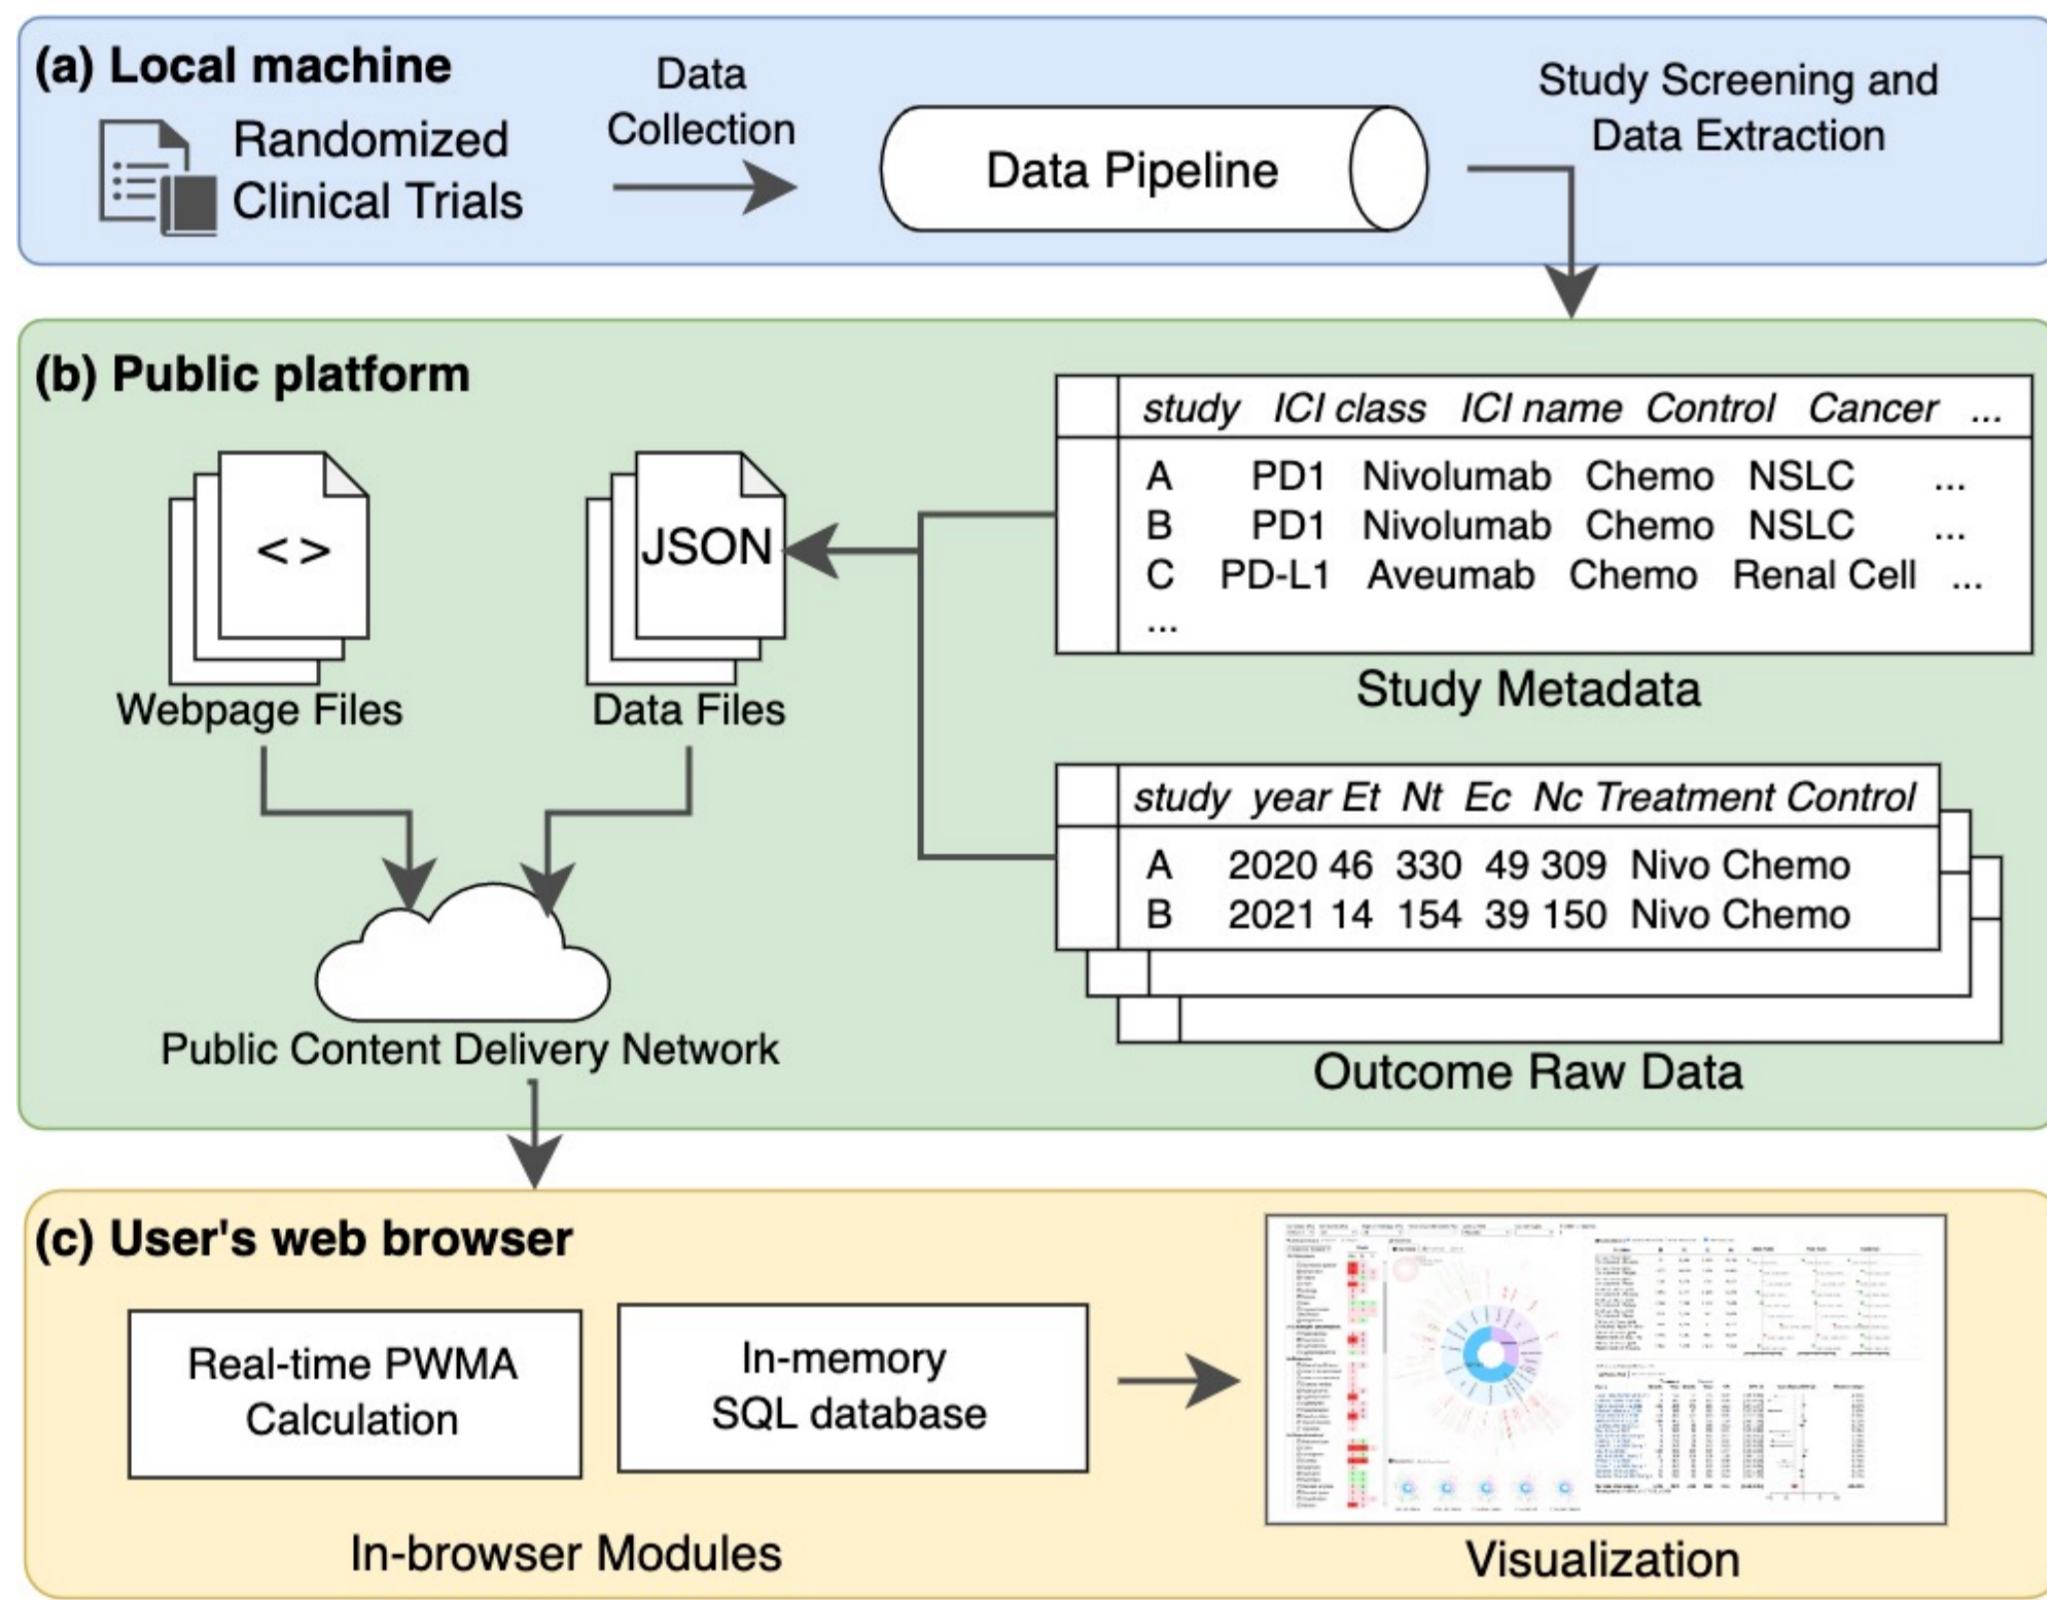 (a) Local machine
Randomized
Clinical Trials
Data
Collection
Data Pipeline
Study Screening and
Data Extraction
(b) Public platform
< >
Webpage Files
JSON
Data Files
Public Content Delivery Network
study ICI class ICI name Control Cancer ...
A PD1 Nivolumab Chemo NSLC ...
B PD1 Nivolumab Chemo NSLC ...
C PD-L1 Aveumab Chemo Renal Cell ...
...
Study Metadata
study year Et Nt Ec Nc Treatment Control
A 2020 46 330 49 309 Nivo Chemo
B 2021 14 154 39 150 Nivo Chemo
Outcome Raw Data
(c) User's web browser
Real-time PWMA
Calculation
In-memory
SQL database
In-browser Modules
Visualization